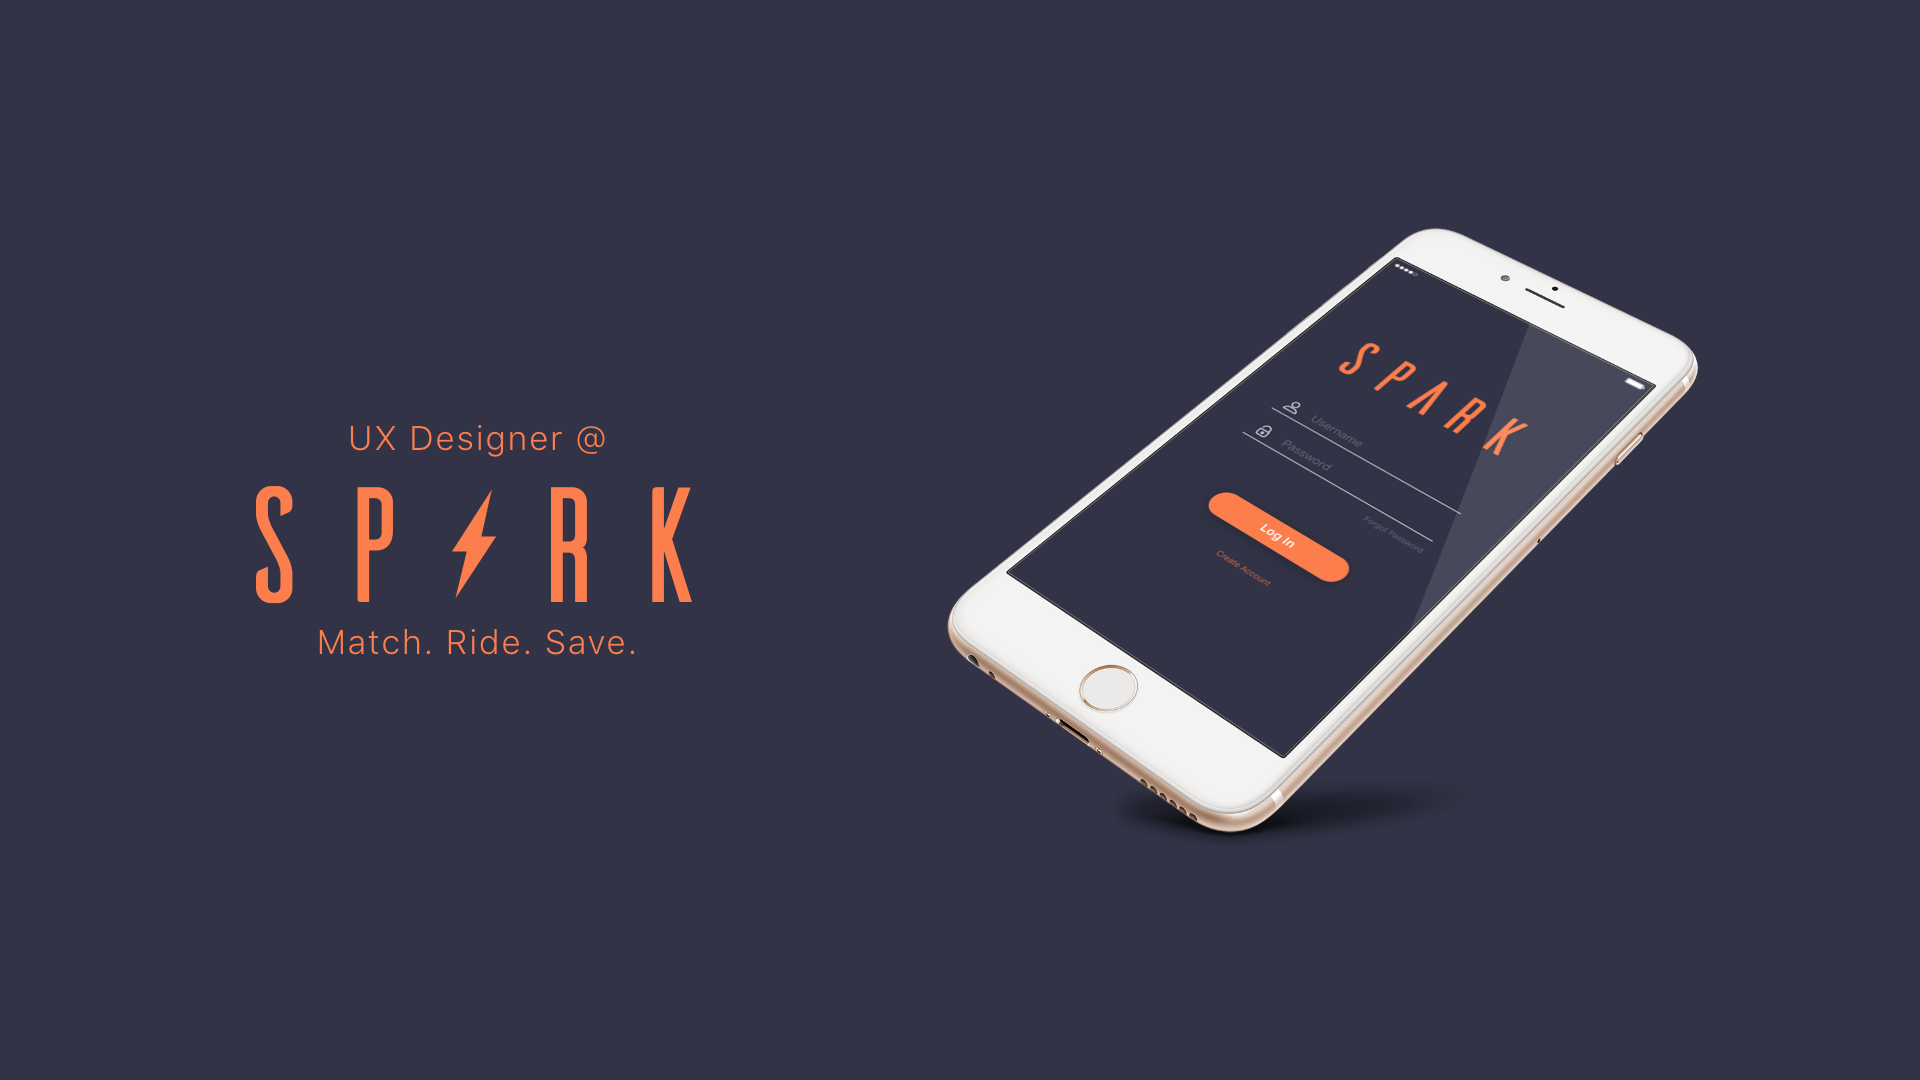 UX Designer @
SPARK
Match. Ride. Save.
SPARK
Username
Password
Forgot Password
Log In
Create Account